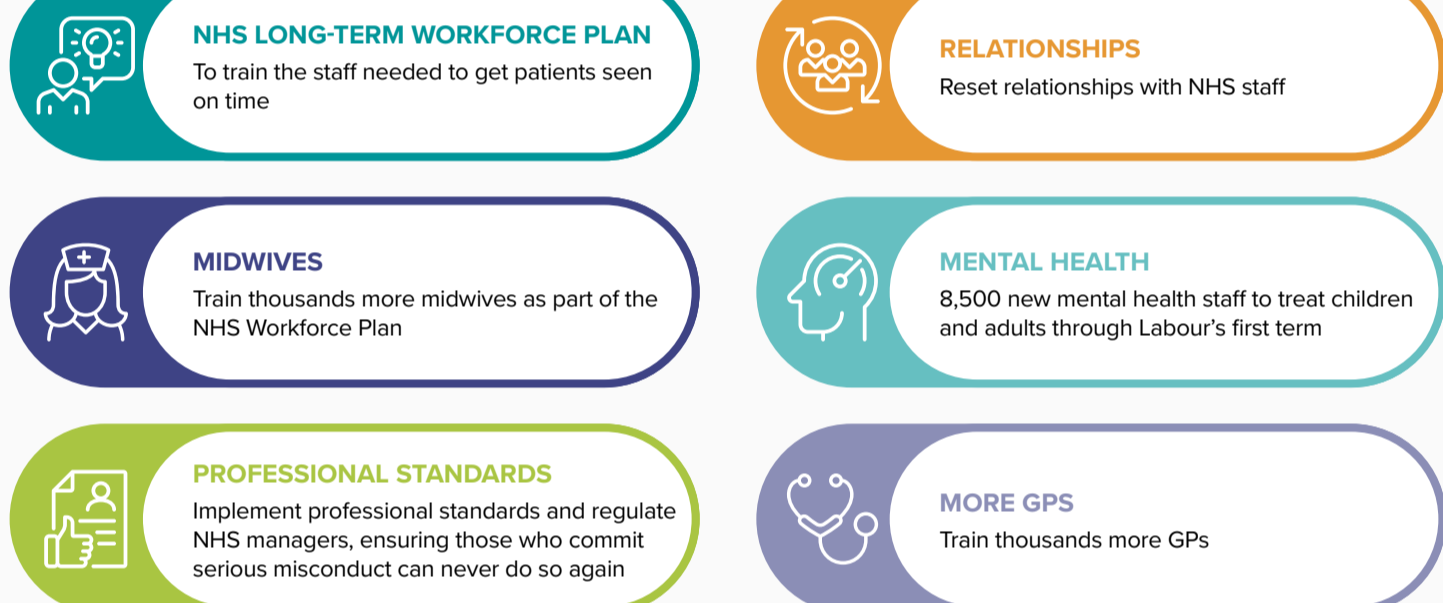 NHS LONG-TERM WORKFORCE PLAN
To train the staff needed to get patients seen
on time
RELATIONSHIPS
Reset relationships with NHS staff
MIDWIVES
Train thousands more midwives as part of the
NHS Workforce Plan
MENTAL HEALTH
8,500 new mental health staff to treat children
and adults through Labour’s first term
PROFESSIONAL STANDARDS
Implement professional standards and regulate
NHS managers, ensuring those who commit
serious misconduct can never do so again
MORE GPS
Train thousands more GPs